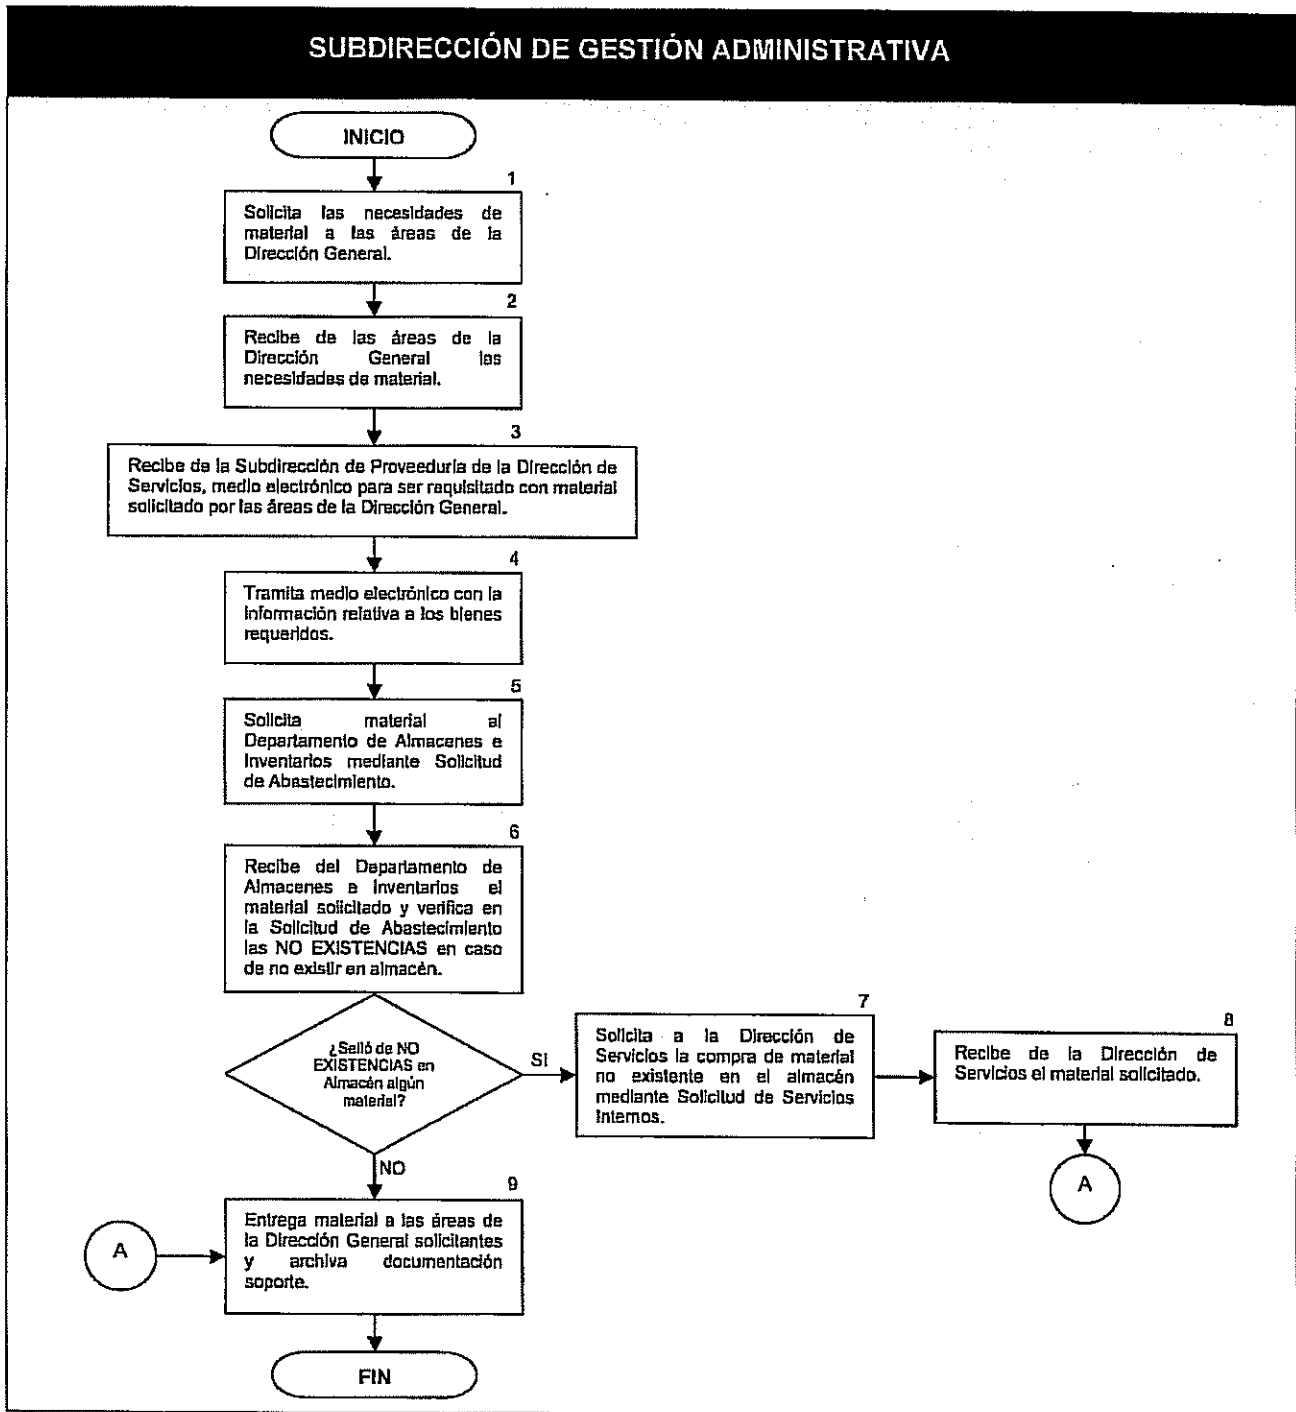 SUBDIRECCIÓN DE GESTIÓN ADMINISTRATIVA
INICIO
1
Solicita las necesidades de
material a las áreas de la
Dirección General.
2
Recibe de las áreas de la
Dirección General las
necesidades de material.
3
Recibe de la Subdirección de Proveeduría de la Dirección de
Servicios, medio electrónico para ser requisitado con material
solicitado por las áreas de la Dirección General.
4
Tramita medio electrónico con la
información relativa a los bienes
requeridos.
5
Solicita material al
Departamento de Almacenes e
Inventarios mediante Solicitud
de Abastecimiento.
6
Recibe del Departamento de
Almacenes e Inventarios el
material solicitado y verifica en
la Solicitud de Abastecimiento
las NO EXISTENCIAS en caso
de no existir en almacén.
¿Selló de NO
EXISTENCIAS en
Almacén algún
material?
SI
7
Solicita a la Dirección de
Servicios la compra de material
no existente en el almacén
mediante Solicitud de Servicios
Internos.
8
Recibe de la Dirección de
Servicios el material solicitado.
A
NO
9
A
Entrega material a las áreas de
la Dirección General solicitantes
y archiva documentación
soporte.
FIN